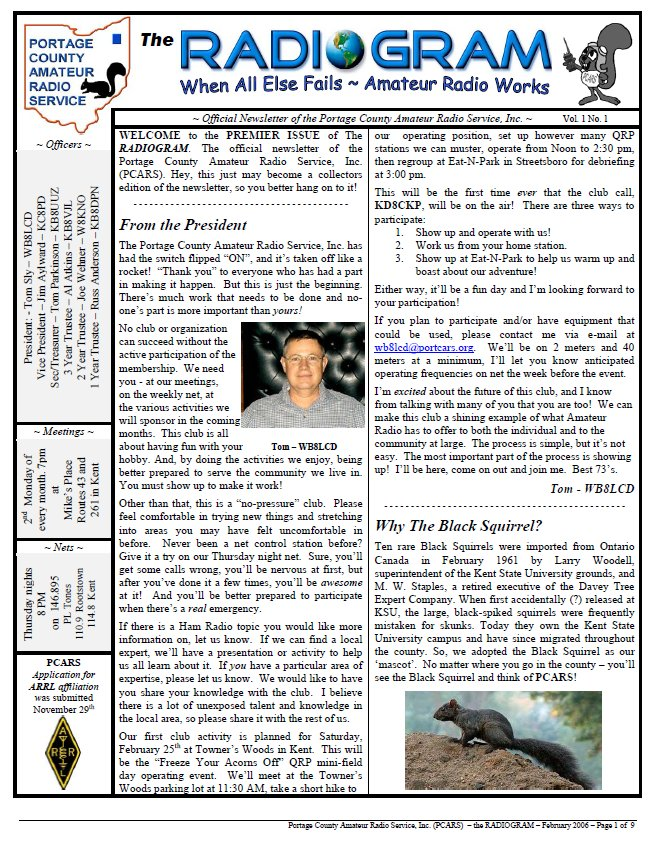 PORTAGE
COUNTY
AMATEUR
RADIO
SERVICE
The RADIOGRAM
When All Else Fails ~ Amateur Radio Works
PCARS
~ Official Newsletter of the Portage County Amateur Radio Service, Inc. ~ Vol. 1 No. 1
~ Officers ~
President: - Tom Sly – WB8LCD
Vice President – Jim Aylward – KC8PD
Sec/Treasurer – Tom Parkinson – KB8UUZ
3 Year Trustee – Al Atkins – KB8VJL
2 Year Trustee – Joe Wehner – W8KNO
1 Year Trustee – Russ Anderson – KB8DPN
~ Meetings ~
2nd Monday of
every month. 7pm
at
Mike's Place
Routes 43 and
261 in Kent
~ Nets ~
Thursday nights
8 PM
on 146.895
PL Tones
110.9 Rootstown
114.8 Kent
PCARS
Application for
ARRL affiliation
was submitted
November 29th
ARRL
WELCOME to the PREMIER ISSUE of The
RADIOGRAM. The official newsletter of the
Portage County Amateur Radio Service, Inc.
(PCARS). Hey, this just may become a collectors
edition of the newsletter, so you better hang on to it!
From the President
The Portage County Amateur Radio Service, Inc. has
had the switch flipped “ON”, and it’s taken off like a
rocket! “Thank you” to everyone who has had a part
in making it happen. But this is just the beginning.
There’s much work that needs to be done and no-
one’s part is more important than yours!
No club or organization
can succeed without the
active participation of the
membership. We need
you - at our meetings,
on the weekly net, at
the various activities we
will sponsor in the coming
months. This club is all
about having fun with your
Tom – WB8LCD
hobby. And, by doing the activities we enjoy, being
better prepared to serve the community we live in.
You must show up to make it work!
Other than that, this is a “no-pressure” club. Please
feel comfortable in trying new things and stretching
into areas you may have felt uncomfortable in
before. Never been a net control station before?
Give it a try on our Thursday night net. Sure, you’ll
get some calls wrong, you’ll be nervous at first, but
after you’ve done it a few times, you’ll be awesome
at it! And you’ll be better prepared to participate
when there’s a real emergency.
If there is a Ham Radio topic you would like more
information on, let us know. If we can find a local
expert, we’ll have a presentation or activity to help
us all learn about it. If you have a particular area of
expertise, please let us know. We would like to have
you share your knowledge with the club. I believe
there is a lot of unexposed talent and knowledge in
the local area, so please share it with the rest of us.
Our first club activity is planned for Saturday,
February 25th at Towner’s Woods in Kent. This will
be the “Freeze Your Acorns Off” QRP mini-field
day operating event. We’ll meet at the Towner’s
Woods parking lot at 11:30 AM, take a short hike to
our operating position, set up however many QRP
stations we can muster, operate from Noon to 2:30 pm,
then regroup at Eat-N-Park in Streetsboro for debriefing
at 3:00 pm.
This will be the first time ever that the club call,
KD8CKP, will be on the air! There are three ways to
participate:
1. Show up and operate with us!
2. Work us from your home station.
3. Show up at Eat-N-Park to help us warm up and
boast about our adventure!
Either way, it’ll be a fun day and I’m looking forward to
your participation!
If you plan to participate and/or have equipment that
could be used, please contact me via e-mail at
wb8lcd@portcars.org. We’ll be on 2 meters and 40
meters at a minimum, I’ll let you know anticipated
operating frequencies on net the week before the event.
I’m excited about the future of this club, and I know
from talking with many of you that you are too! We can
make this club a shining example of what Amateur
Radio has to offer to both the individual and to the
community at large. The process is simple, but it’s not
easy. The most important part of the process is showing
up! I’ll be here, come on out and join me. Best 73’s.
Tom - WB8LCD
Why The Black Squirrel?
Ten rare Black Squirrels were imported from Ontario
Canada in February 1961 by Larry Woodell,
superintendent of the Kent State University grounds, and
M. W. Staples, a retired executive of the Davey Tree
Expert Company. When first accidentally (?) released at
KSU, the large, black-spiked squirrels were frequently
mistaken for skunks. Today they own the Kent State
University campus and have since migrated throughout
the county. So, we adopted the Black Squirrel as our
‘mascot’. No matter where you go in the county – you’ll
see the Black Squirrel and think of PCARS!
Portage County Amateur Radio Service, Inc. (PCARS) – the RADIOGRAM – February 2006 – Page 1 of 9